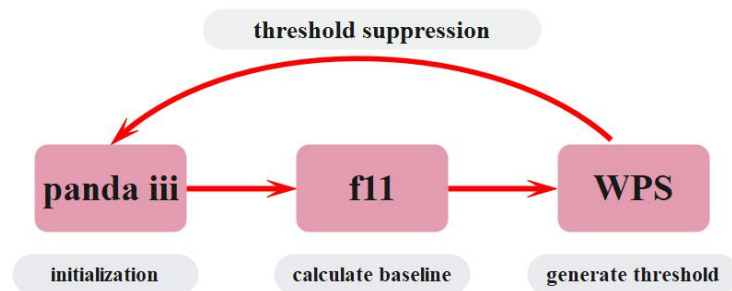 threshold suppression
panda iii
f11
WPS
initialization
calculate baseline
generate threshold